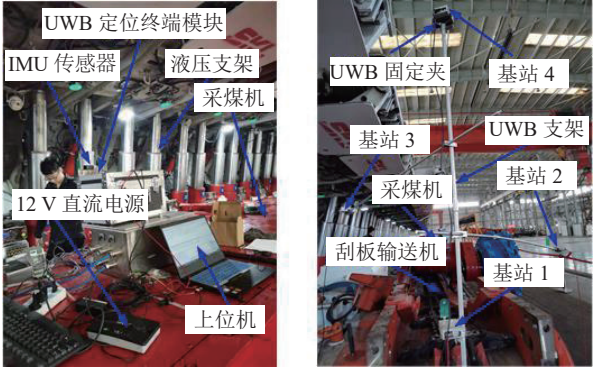 UWB 定位终端模块
IMU 传感器
液压支架
采煤机
12 V 直流电源
上位机
UWB 固定夹
基站 4
基站 3
UWB 支架
采煤机
基站 2
刮板输送机
基站 1